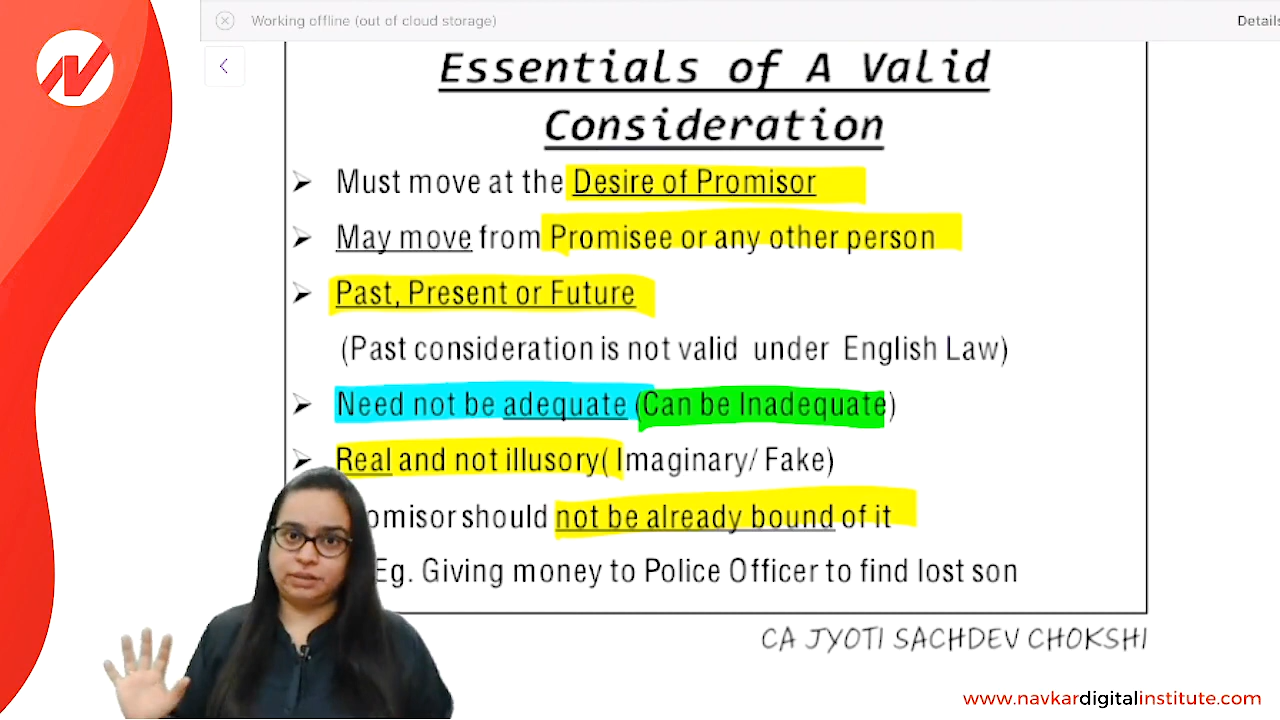 Working offline (out of cloud storage)
Details
Essentials of A Valid
Consideration
Must move at the Desire of Promisor
May move from Promisee or any other person
Past, Present or Future
(Past consideration is not valid under English Law)
Need not be adequate (Can be Inadequate)
Real and not illusory( Imaginary/ Fake)
omisor should not be already bound of it
Eg. Giving money to Police Officer to find lost son
CA JYOTI SACHDEV CHOKSHI
www.navkardigitalinstitute.com